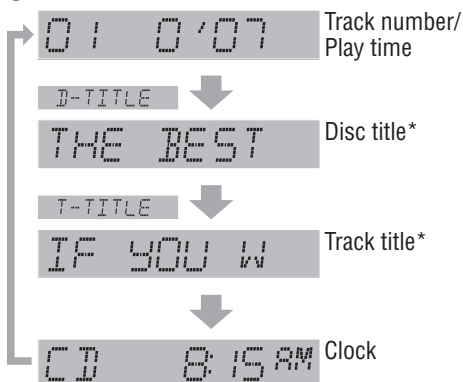 01 0'07
Track number/
Play time
D-TITLE
THE BEST
Disc title*
T-TITLE
IF YOU W
Track title*
CD 8:15 AM
Clock